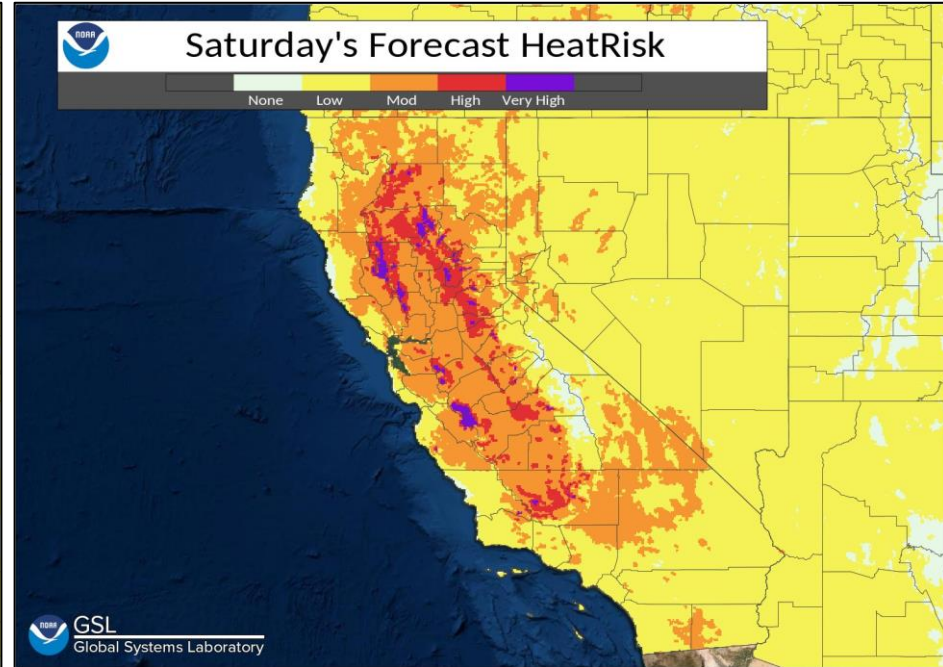 NOAA
Saturday's Forecast HeatRisk
None Low Mod High Very High
NOAA
GSL
Global Systems Laboratory